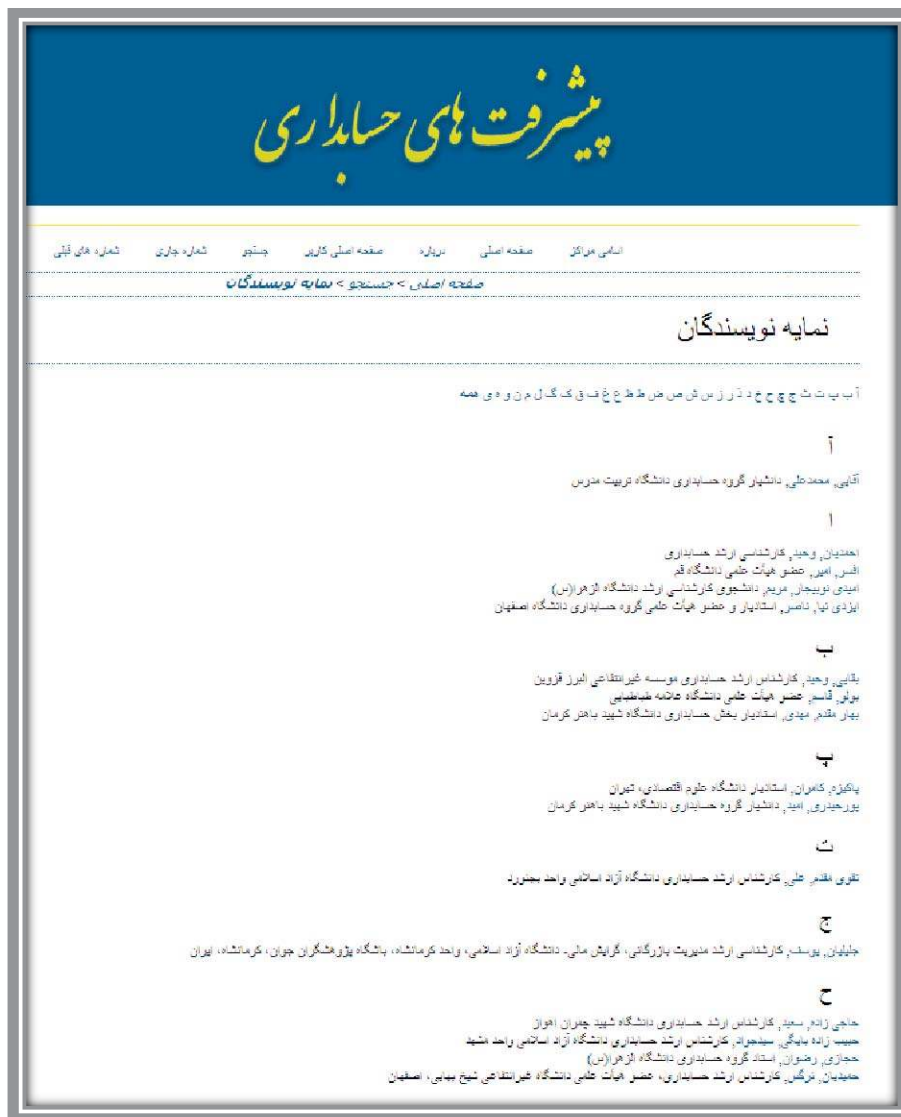 پیشرفت های حسابداری
اسامی مراکز صفحه اصلی درباره صفحه اصلی کاربر جستجو شماره جاری شماره های قبلی
صفحه اصلی > جستجو > نمایه نویسندگان
نمایه نویسندگان
آ ب پ ت ث ج چ ح خ د ذ ر ز س ش ص ض ط ظ ع غ ف ق ک گ ل م ن و ه ی همه
آ
آقایی, محمدعلی, دانشیار گروه حسابداری دانشگاه تربیت مدرس
ا
احمدیان, وحید, کارشناسی ارشد حسابداری
افسر, امیر, عضو هیأت علمی دانشگاه قم
امیدی نوبیجار, مریم, دانشجوی کارشناسی ارشد دانشگاه الزهرا(س)
ایزدی نیا, ناصر, استادیار و عضو هیأت علمی گروه حسابداری دانشگاه اصفهان
ب
بقایی, وحید, کارشناس ارشد حسابداری موسسه غیرانتفاعی البرز قزوین
بولو, قاسم, عضو هیأت علمی دانشگاه علامه طباطبایی
بهار مقدم, مهدی, استادیار بخش حسابداری دانشگاه شهید باهنر کرمان
پ
پاکیزه, کامران, استادیار دانشگاه علوم اقتصادی، تهران
پورحیدری, امید, دانشیار گروه حسابداری دانشگاه شهید باهنر کرمان
ت
تقوی مقدم, علی, کارشناس ارشد حسابداری دانشگاه آزاد اسلامی واحد بجنورد
ج
جلیلیان, یوسف, کارشناسی ارشد مدیریت بازرگانی، گرایش مالی- دانشگاه آزاد اسلامی، واحد کرمانشاه، باشگاه پژوهشگران جوان، کرمانشاه، ایران
ح
حاجی زاده, سعید, کارشناس ارشد حسابداری دانشگاه شهید چمران اهواز
حبیب زاده بایگی, سیدجواد, کارشناس ارشد حسابداری دانشگاه آزاد اسلامی واحد مشهد
حجازی, رضوان, استاد گروه حسابداری دانشگاه الزهرا(س)
حمیدیان, نرگس, کارشناس ارشد حسابداری، عضو هیأت علمی دانشگاه غیرانتفاعی شیخ بهایی، اصفهان